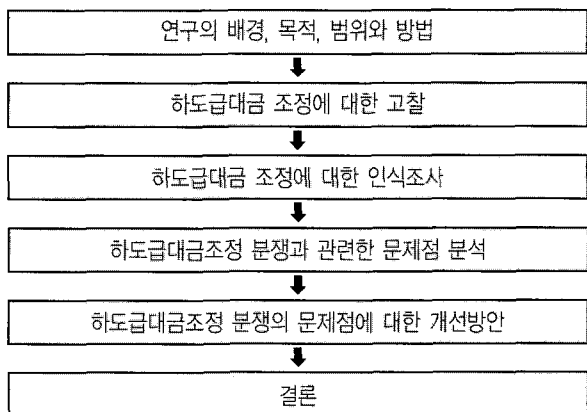 연구의 배경, 목적, 범위와 방법
하도급대금 조정에 대한 고찰
하도급대금 조정에 대한 인식조사
하도급대금조정 분쟁과 관련한 문제점 분석
하도급대금조정 분쟁의 문제점에 대한 개선방안
결론